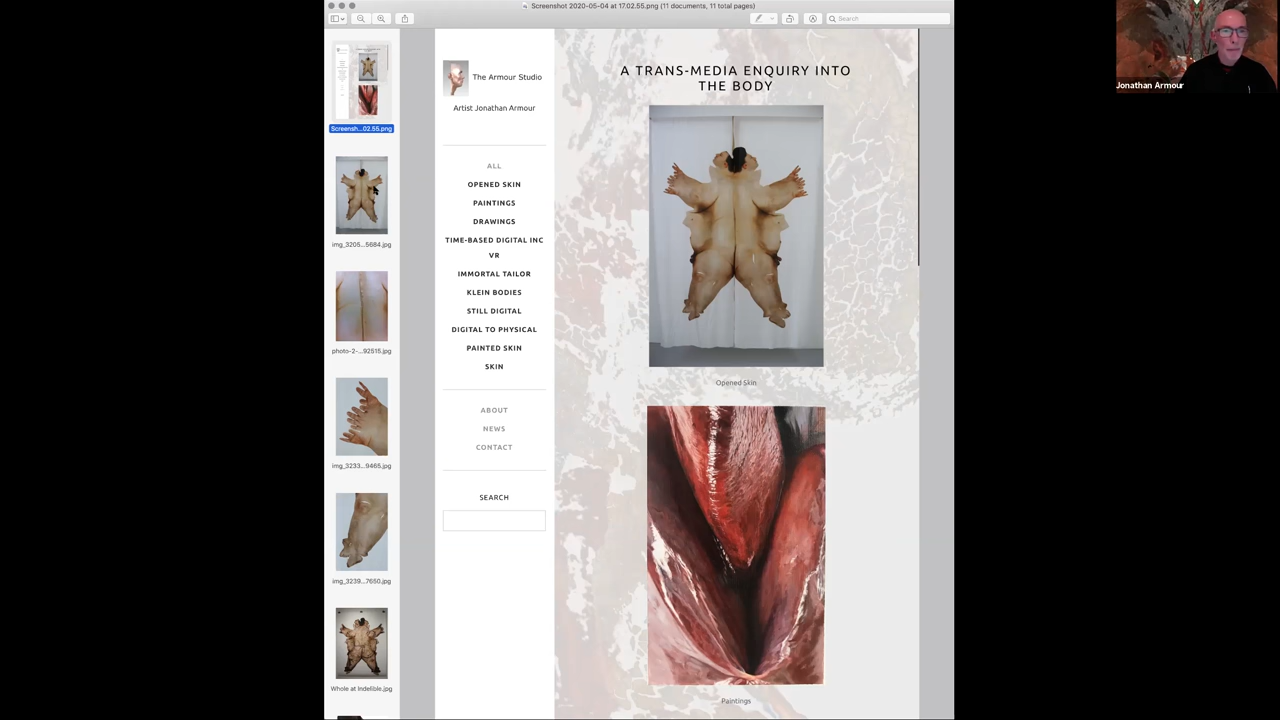 Screenshot 2020-05-04 at 17.02.55.png (11 documents, 11 total pages)
Search
Screensh...02.55.png
img_3205...5684.jpg
photo-2-...92515.jpg
img_3233...9465.jpg
img_3239...7650.jpg
Whole at Indelible.jpg
The Armour Studio
Artist Jonathan Armour
ALL
OPENED SKIN
PAINTINGS
DRAWINGS
TIME-BASED DIGITAL INC
VR
IMMORTAL TAILOR
KLEIN BODIES
STILL DIGITAL
DIGITAL TO PHYSICAL
PAINTED SKIN
SKIN
ABOUT
NEWS
CONTACT
SEARCH
A TRANS-MEDIA ENQUIRY INTO
THE BODY
Opened Skin
Paintings
Jonathan Armour